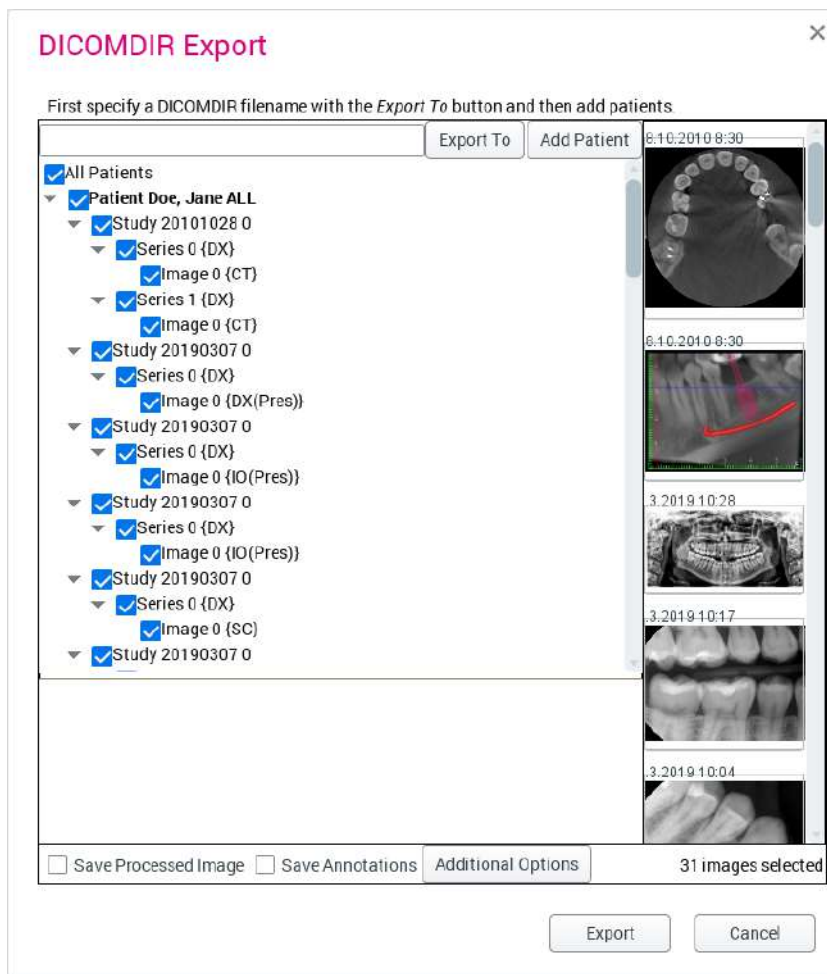 DICOMDIR Export
First specify a DICOMDIR filename with the Export To button and then add patients
Export To
Add Patient
All Patients
Patient Doe, Jane ALL
Study 20101028 0
Series 0 {DX}
Image 0 {CT}
Series 1 {DX}
Image 0 {CT}
Study 20190307 0
Series 0 {DX}
Image 0 {DX(Pres)}
Study 20190307 0
Series 0 {DX}
Image 0 {IO(Pres)}
Study 20190307 0
Series 0 {DX}
Image 0 {IO(Pres)}
Study 20190307 0
Series 0 {DX}
Image 0 {SC}
Study 20190307 0
8.10.2010 8:30
8.10.2010 8:30
.3.2019 10:28
.3.2019 10:17
.3.2019 10:04
Save Processed Image
Save Annotations
Additional Options
31 images selected
Export
Cancel